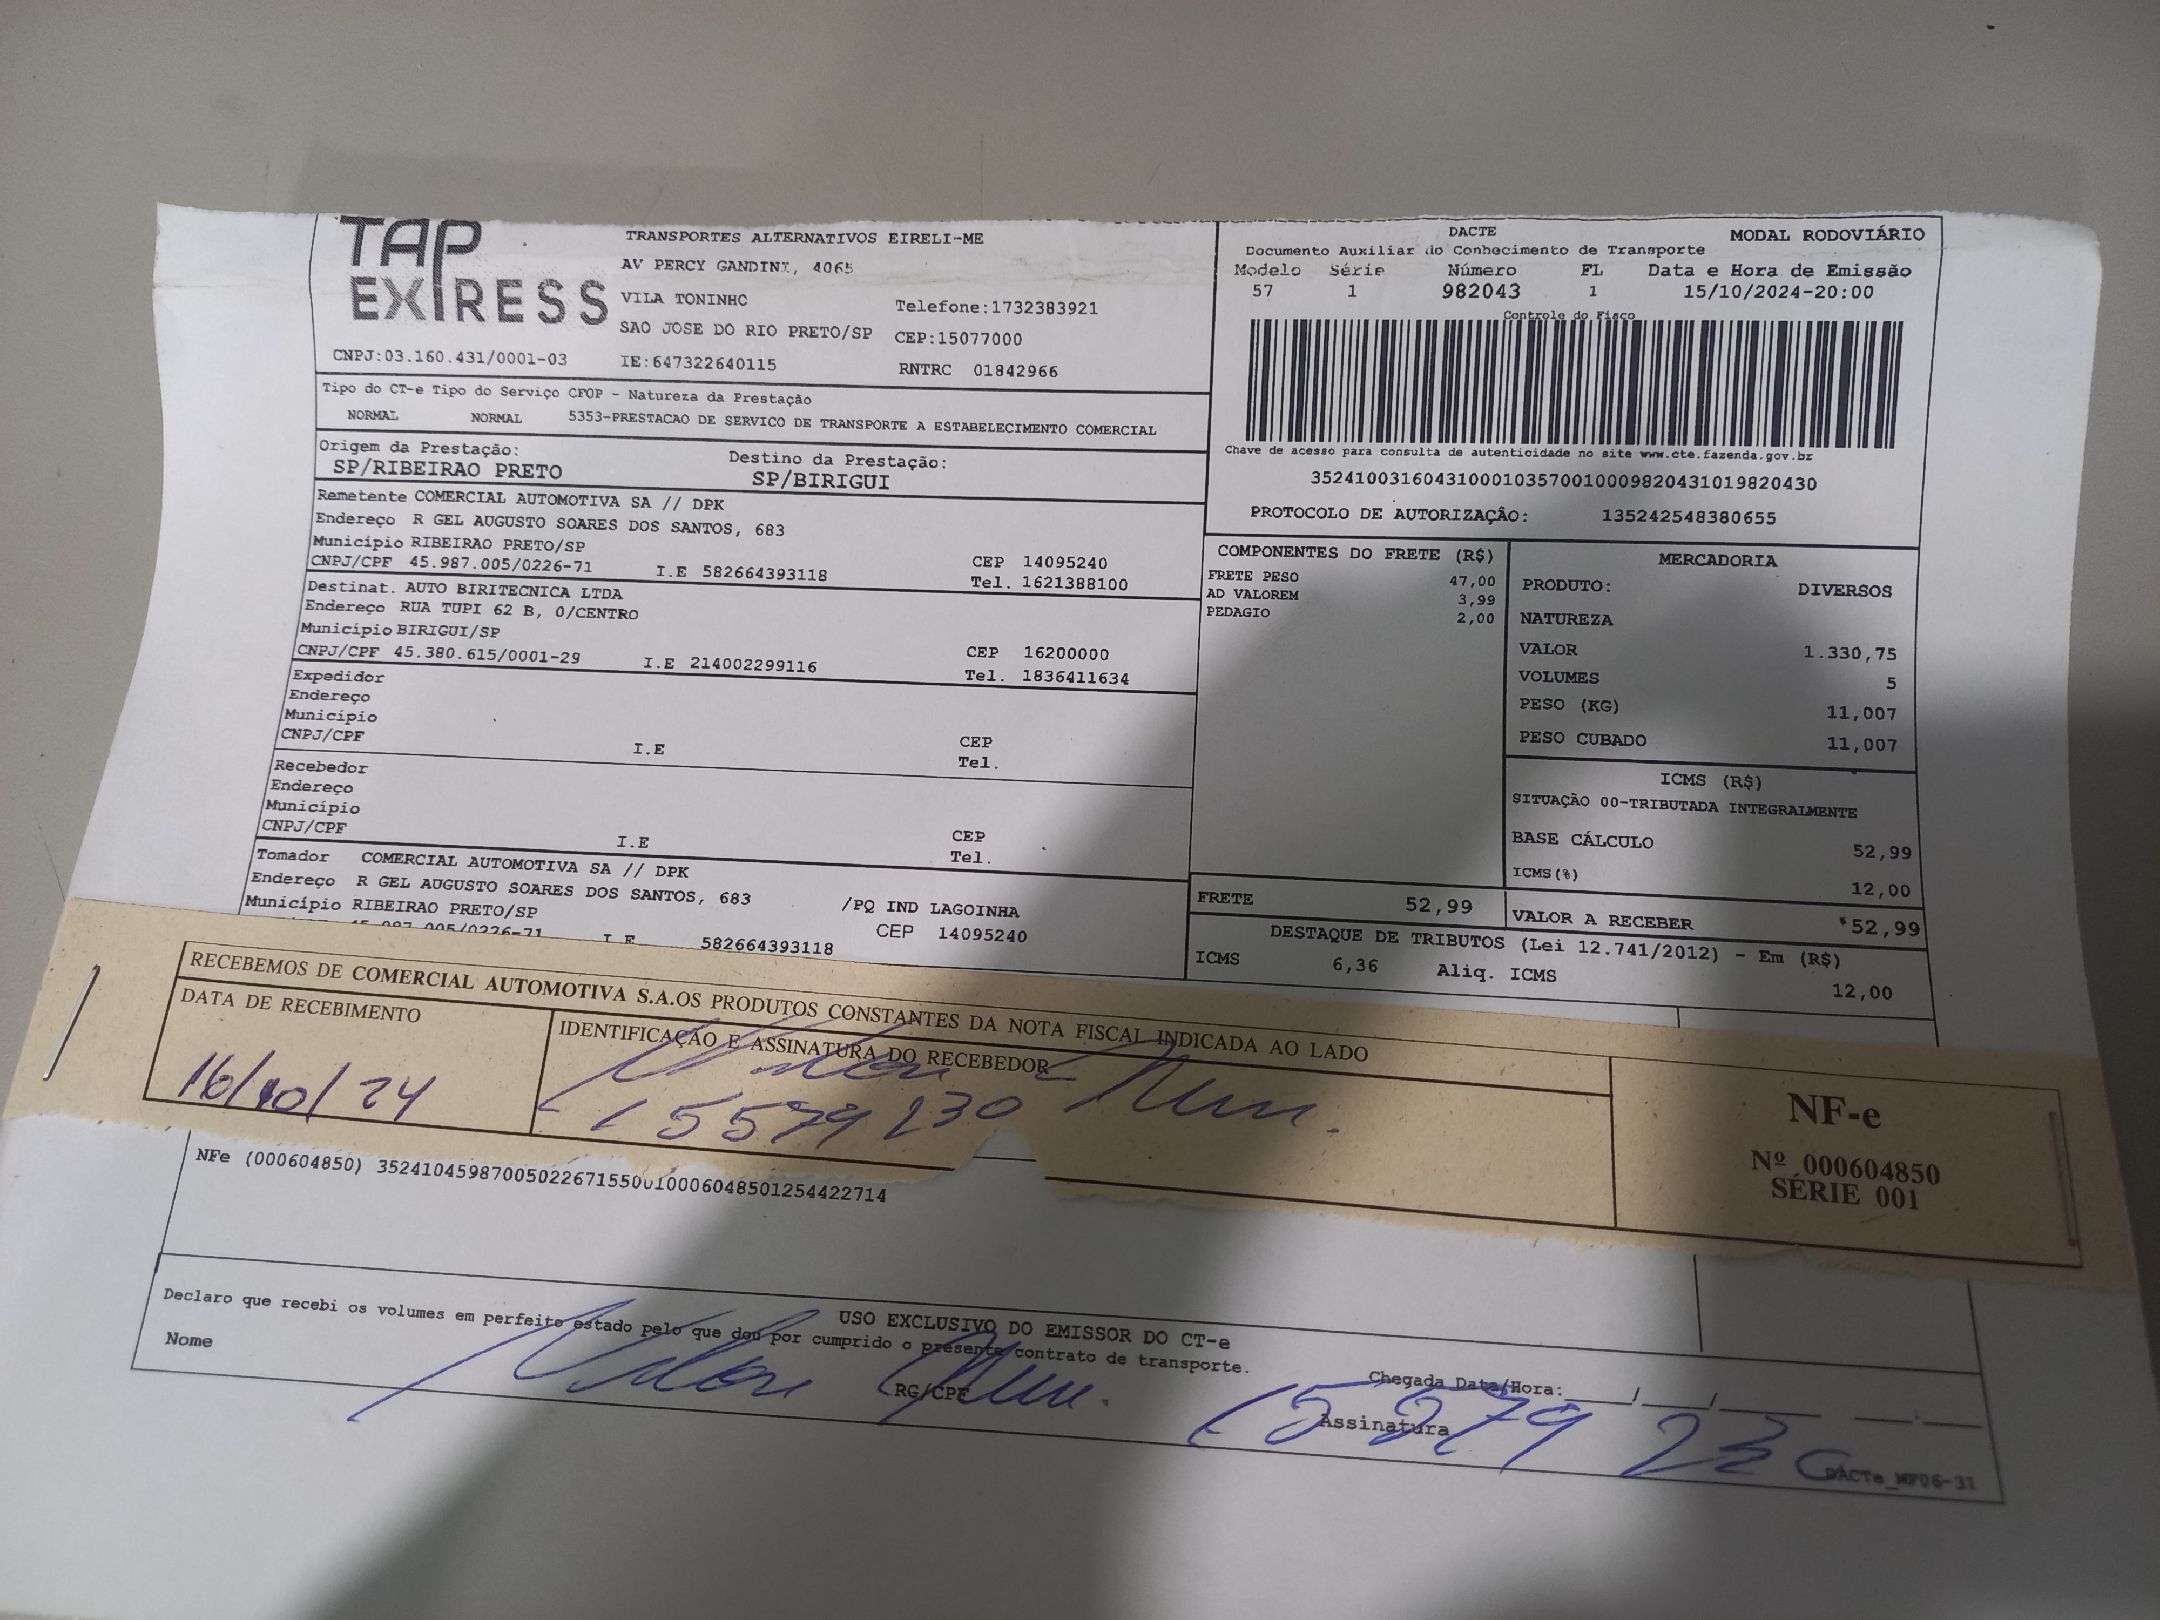 TAP EXPRESS
TRANSPORTES ALTERNATIVOS EIRELI-ME
AV PERCY GANDINI, 4065
VILA TONINHO
Telefone:1732383921
SAO JOSE DO RIO PRETO/SP CEP:15077000
CNPJ:03.160.431/0001-03 IE:647322640115 RNTRC 01842966
DACTE MODAL RODOVIÁRIO
Documento Auxiliar do Conhecimento de Transporte
Modelo Série Número FL Data e Hora de Emissão
57 1 982043 1 15/10/2024-20:00
Controle do Fisco
Chave de acesso para consulta de autenticidade no site www.cte.fazenda.gov.br
35241003160431000103570010009820431019820430
PROTOCOLO DE AUTORIZAÇÂO: 135242548380655
Tipo do CT-e Tipo do Serviço CFOP - Natureza da Prestação
NORMAL NORMAL 5353-PRESTACAO DE SERVICO DE TRANSPORTE A ESTABELECIMENTO COMERCIAL
Origem da Prestação: Destino da Prestação:
SP/RIBEIRAO PRETO SP/BIRIGUI
Remetente COMERCIAL AUTOMOTIVA SA // DPK
Endereço R GEL AUGUSTO SOARES DOS SANTOS, 683
Município RIBEIRAO PRETO/SP CEP 14095240
CNPJ/CPF 45.987.005/0226-71 I.E 582664393118 Tel. 1621388100
Destinat. AUTO BIRITECNICA LTDA
Endereço RUA TUPI 62 B, 0/CENTRO
Município BIRIGUI/SP CEP 16200000
CNPJ/CPF 45.380.615/0001-29 I.E 214002299116 Tel. 1836411634
Expedidor
Endereço
Município CEP
CNPJ/CPF I.E Tel.
Recebedor
Endereço
Município CEP
CNPJ/CPF I.E Tel.
Tomador COMERCIAL AUTOMOTIVA SA // DPK
Endereço R GEL AUGUSTO SOARES DOS SANTOS, 683 /PQ IND LAGOINHA
Município RIBEIRAO PRETO/SP CEP 14095240
45.987.005/0226-71 I.E 582664393118
COMPONENTES DO FRETE (R$)
FRETE PESO 47,00
AD VALOREM 3,99
PEDAGIO 2,00
MERCADORIA
PRODUTO: DIVERSOS
NATUREZA
VALOR 1.330,75
VOLUMES 5
PESO (KG) 11,007
PESO CUBADO 11,007
ICMS (R$)
SITUAÇÃO 00-TRIBUTADA INTEGRALMENTE
BASE CÁLCULO 52,99
ICMS(%) 12,00
FRETE 52,99 VALOR A RECEBER *52,99
DESTAQUE DE TRIBUTOS (Lei 12.741/2012) - Em (R$)
ICMS 6,36 Aliq. ICMS 12,00
RECEBEMOS DE COMERCIAL AUTOMOTIVA S.A.OS PRODUTOS CONSTANTES DA NOTA FISCAL INDICADA AO LADO
DATA DE RECEBIMENTO IDENTIFICAÇÃO E ASSINATURA DO RECEBEDOR
16/10/24
15579230
NF-e
Nº 000604850
SÉRIE 001
NFe (000604850) 35241045987005022671550010006048501254422714
USO EXCLUSIVO DO EMISSOR DO CT-e
Declaro que recebi os volumes em perfeito estado pelo que dou por cumprido o presente contrato de transporte.
Nome RG/CPF Assinatura Chegada Data/Hora:____/____/____ ____:____
1557923C
DACTe_MF06-31